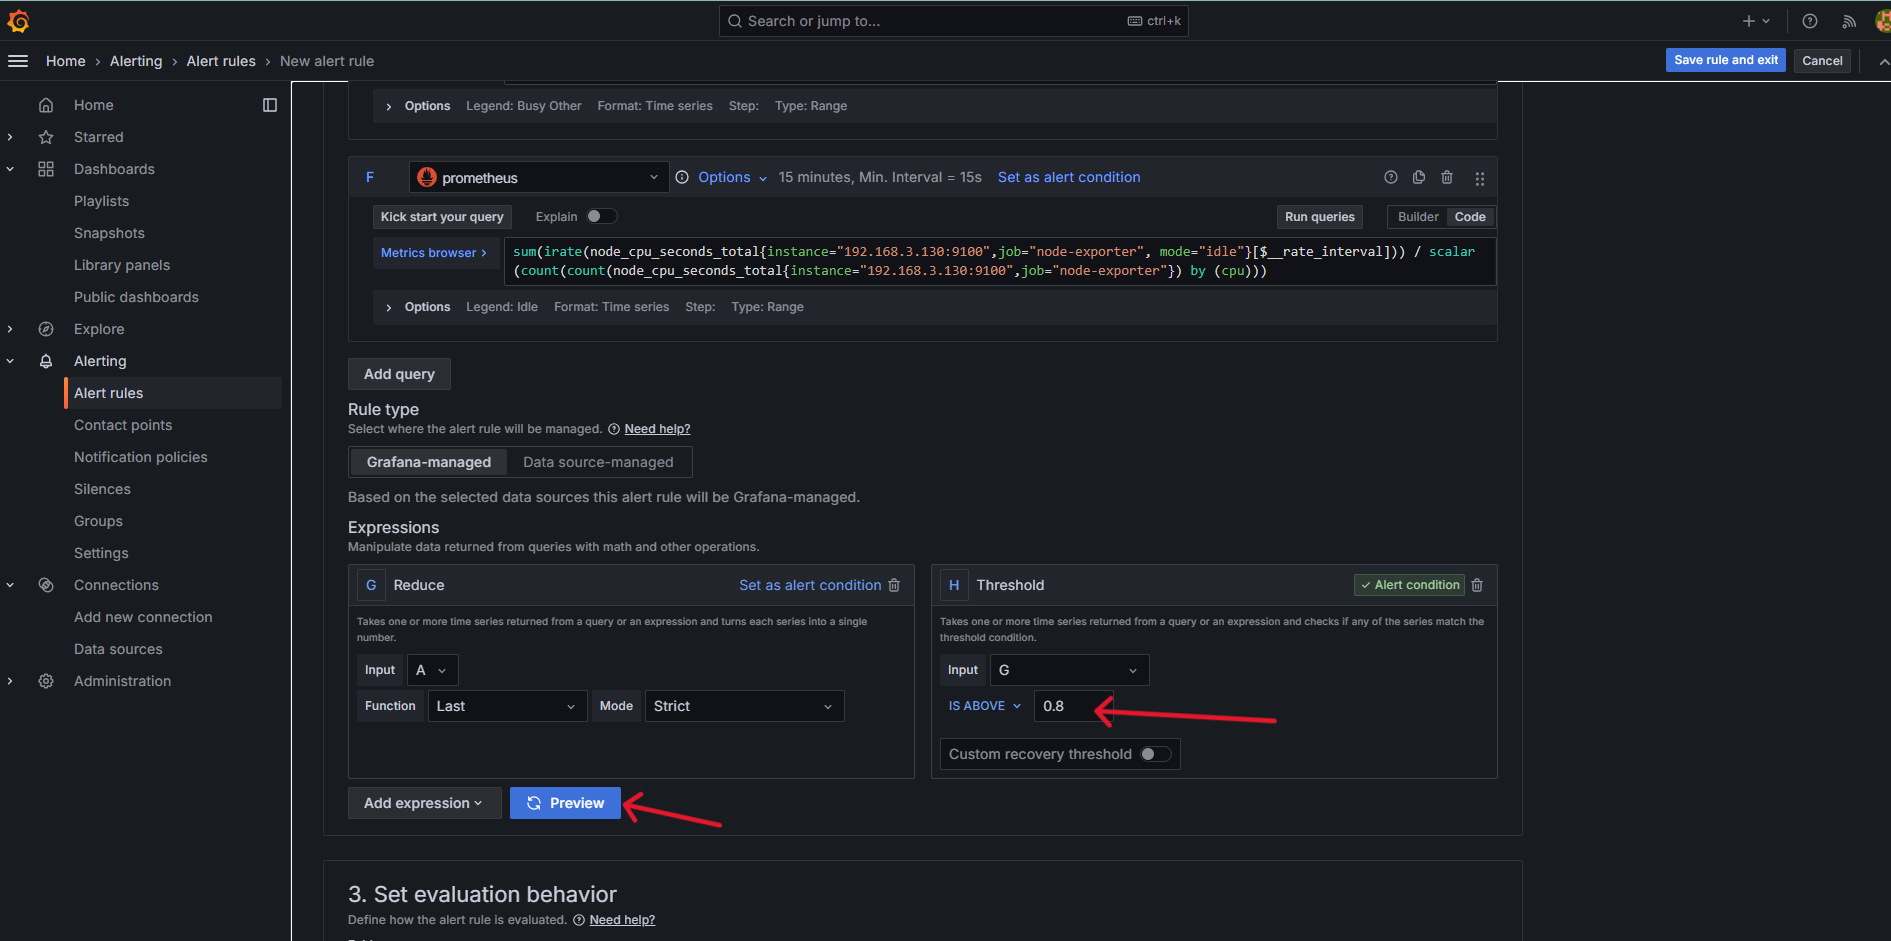 Search or jump to...
ctrl+k
Home › Alerting › Alert rules › New alert rule
Save rule and exit
Cancel
Home
Starred
Dashboards
Playlists
Snapshots
Library panels
Public dashboards
Explore
Alerting
Alert rules
Contact points
Notification policies
Silences
Groups
Settings
Connections
Add new connection
Data sources
Administration
Options Legend: Busy Other Format: Time series Step: Type: Range
F prometheus Options 15 minutes, Min. Interval = 15s Set as alert condition
Kick start your query Explain Run queries Builder Code
Metrics browser >
sum(irate(node_cpu_seconds_total{instance="192.168.3.130:9100",job="node-exporter", mode="idle"}[$__rate_interval])) / scalar
(count(count(node_cpu_seconds_total{instance="192.168.3.130:9100",job="node-exporter"}) by (cpu)))
Options Legend: Idle Format: Time series Step: Type: Range
Add query
Rule type
Select where the alert rule will be managed. Need help?
Grafana-managed Data source-managed
Based on the selected data sources this alert rule will be Grafana-managed.
Expressions
Manipulate data returned from queries with math and other operations.
G Reduce Set as alert condition
Takes one or more time series returned from a query or an expression and turns each series into a single
number.
Input A
Function Last Mode Strict
H Threshold Alert condition
Takes one or more time series returned from a query or an expression and checks if any of the series match the
threshold condition.
Input G
IS ABOVE 0.8
Custom recovery threshold
Add expression Preview
3. Set evaluation behavior
Define how the alert rule is evaluated. Need help?